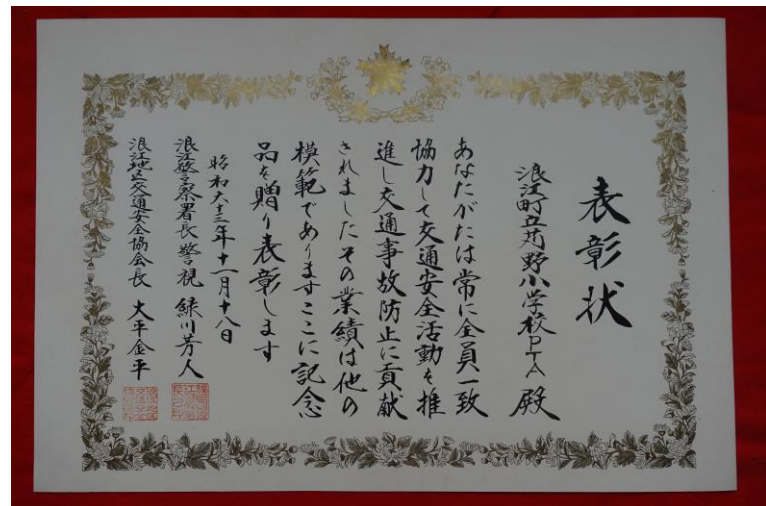 表彰状
浪江町立苅野小学校PTA 殿
あなたがたは常に全員一致
協力して交通安全活動を推
進し交通事故防止に貢献
されましたその業績は他の
模範でありますここに記念
品を贈り表彰します
昭和六十三年十一月十八日
浪江警察署長警視 緑川芳人
浪江地区交通安全協会長 大平金平